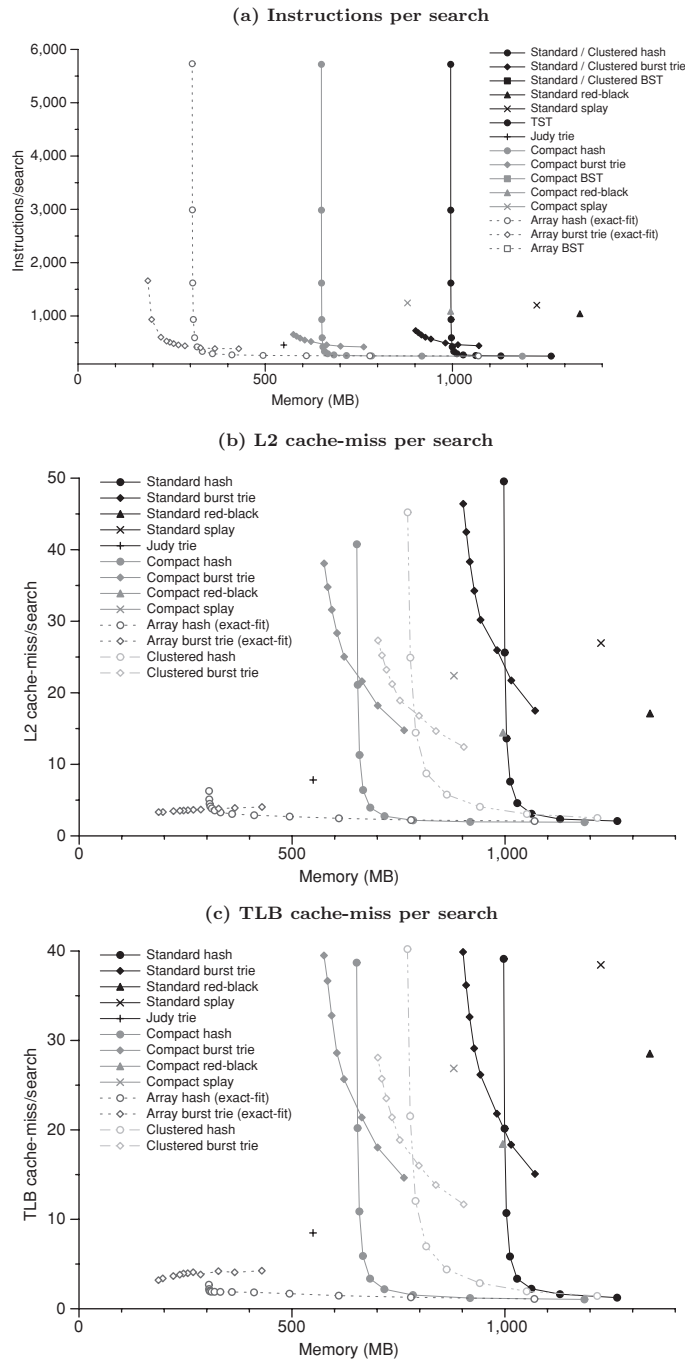 (a) Instructions per search
6,000
5,000
4,000
3,000
2,000
1,000
Instructions/search
0
500
1,000
Memory (MB)
Standard / Clustered hash
Standard / Clustered burst trie
Standard / Clustered BST
Standard red-black
Standard splay
TST
Judy trie
Compact hash
Compact burst trie
Compact BST
Compact red-black
Compact splay
Array hash (exact-fit)
Array burst trie (exact-fit)
Array BST
(b) L2 cache-miss per search
50
40
30
20
10
0
L2 cache-miss/search
0
500
1,000
Memory (MB)
Standard hash
Standard burst trie
Standard red-black
Standard splay
Judy trie
Compact hash
Compact burst trie
Compact red-black
Compact splay
Array hash (exact-fit)
Array burst trie (exact-fit)
Clustered hash
Clustered burst trie
(c) TLB cache-miss per search
40
30
20
10
0
TLB cache-miss/search
0
500
1,000
Memory (MB)
Standard hash
Standard burst trie
Standard red-black
Standard splay
Judy trie
Compact hash
Compact burst trie
Compact red-black
Compact splay
Array hash (exact-fit)
Array burst trie (exact-fit)
Clustered hash
Clustered burst trie